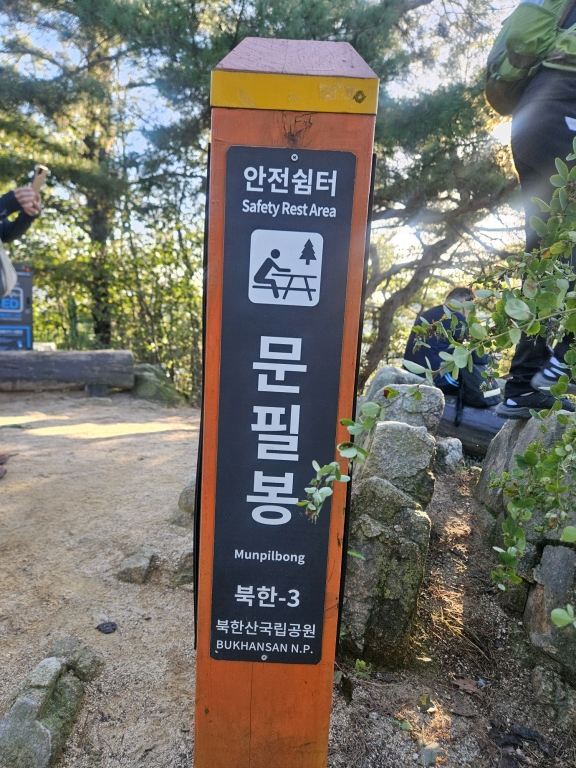 안전쉼터
Safety Rest Area
문필봉
Munpilbong
북한-3
북한산국립공원
BUKHANSAN N.P.